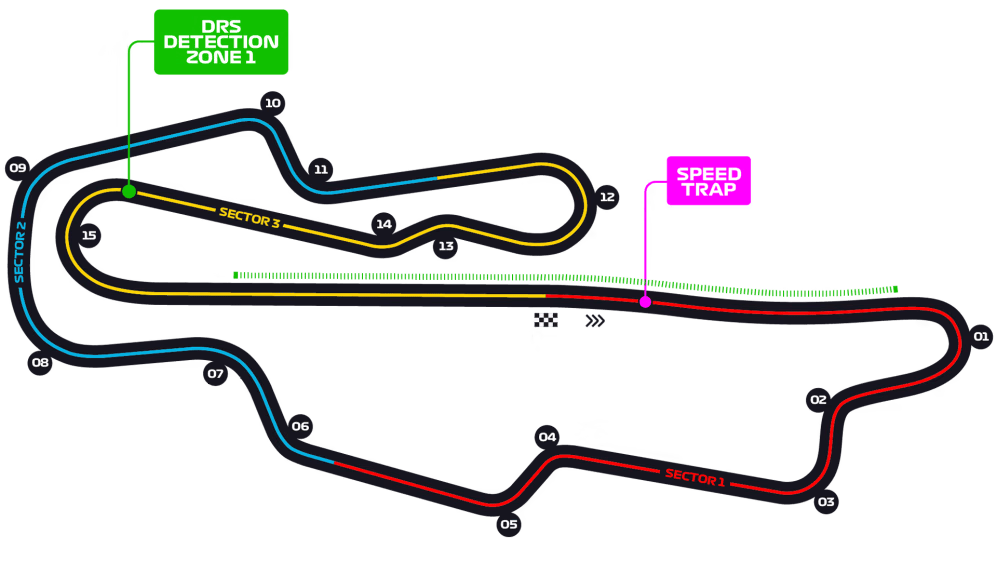 DRS
DETECTION
ZONE 1
10
09
11
SPEED
TRAP
12
SECTOR 3
14
13
15
SECTOR 2
01
08
07
02
06
04
SECTOR 1
03
05